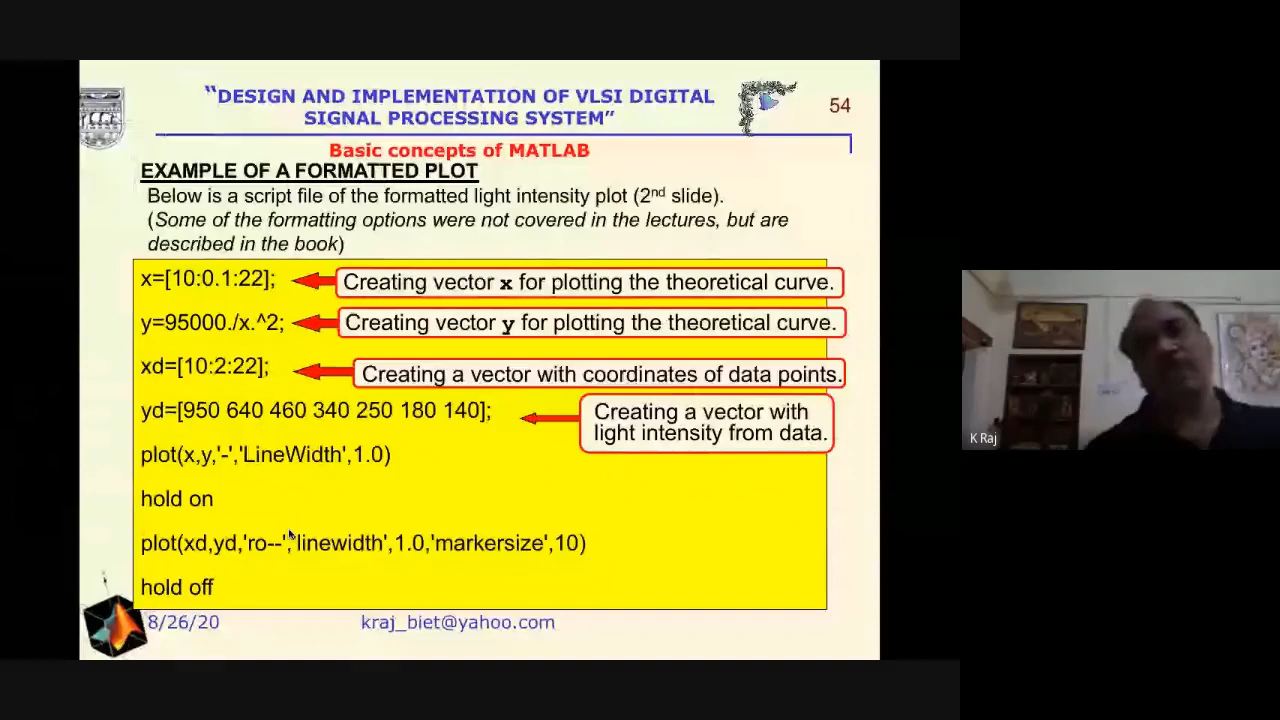 “DESIGN AND IMPLEMENTATION OF VLSI DIGITAL
SIGNAL PROCESSING SYSTEM”
54
Basic concepts of MATLAB
EXAMPLE OF A FORMATTED PLOT
Below is a script file of the formatted light intensity plot (2nd slide).
(Some of the formatting options were not covered in the lectures, but are
described in the book)
x=[10:0.1:22];
Creating vector x for plotting the theoretical curve.
y=95000./x.^2;
Creating vector y for plotting the theoretical curve.
xd=[10:2:22];
Creating a vector with coordinates of data points.
yd=[950 640 460 340 250 180 140];
Creating a vector with
light intensity from data.
plot(x,y,'-','LineWidth',1.0)
hold on
plot(xd,yd,'ro--','linewidth',1.0,'markersize',10)
hold off
8/26/20
kraj_biet@yahoo.com
K Raj